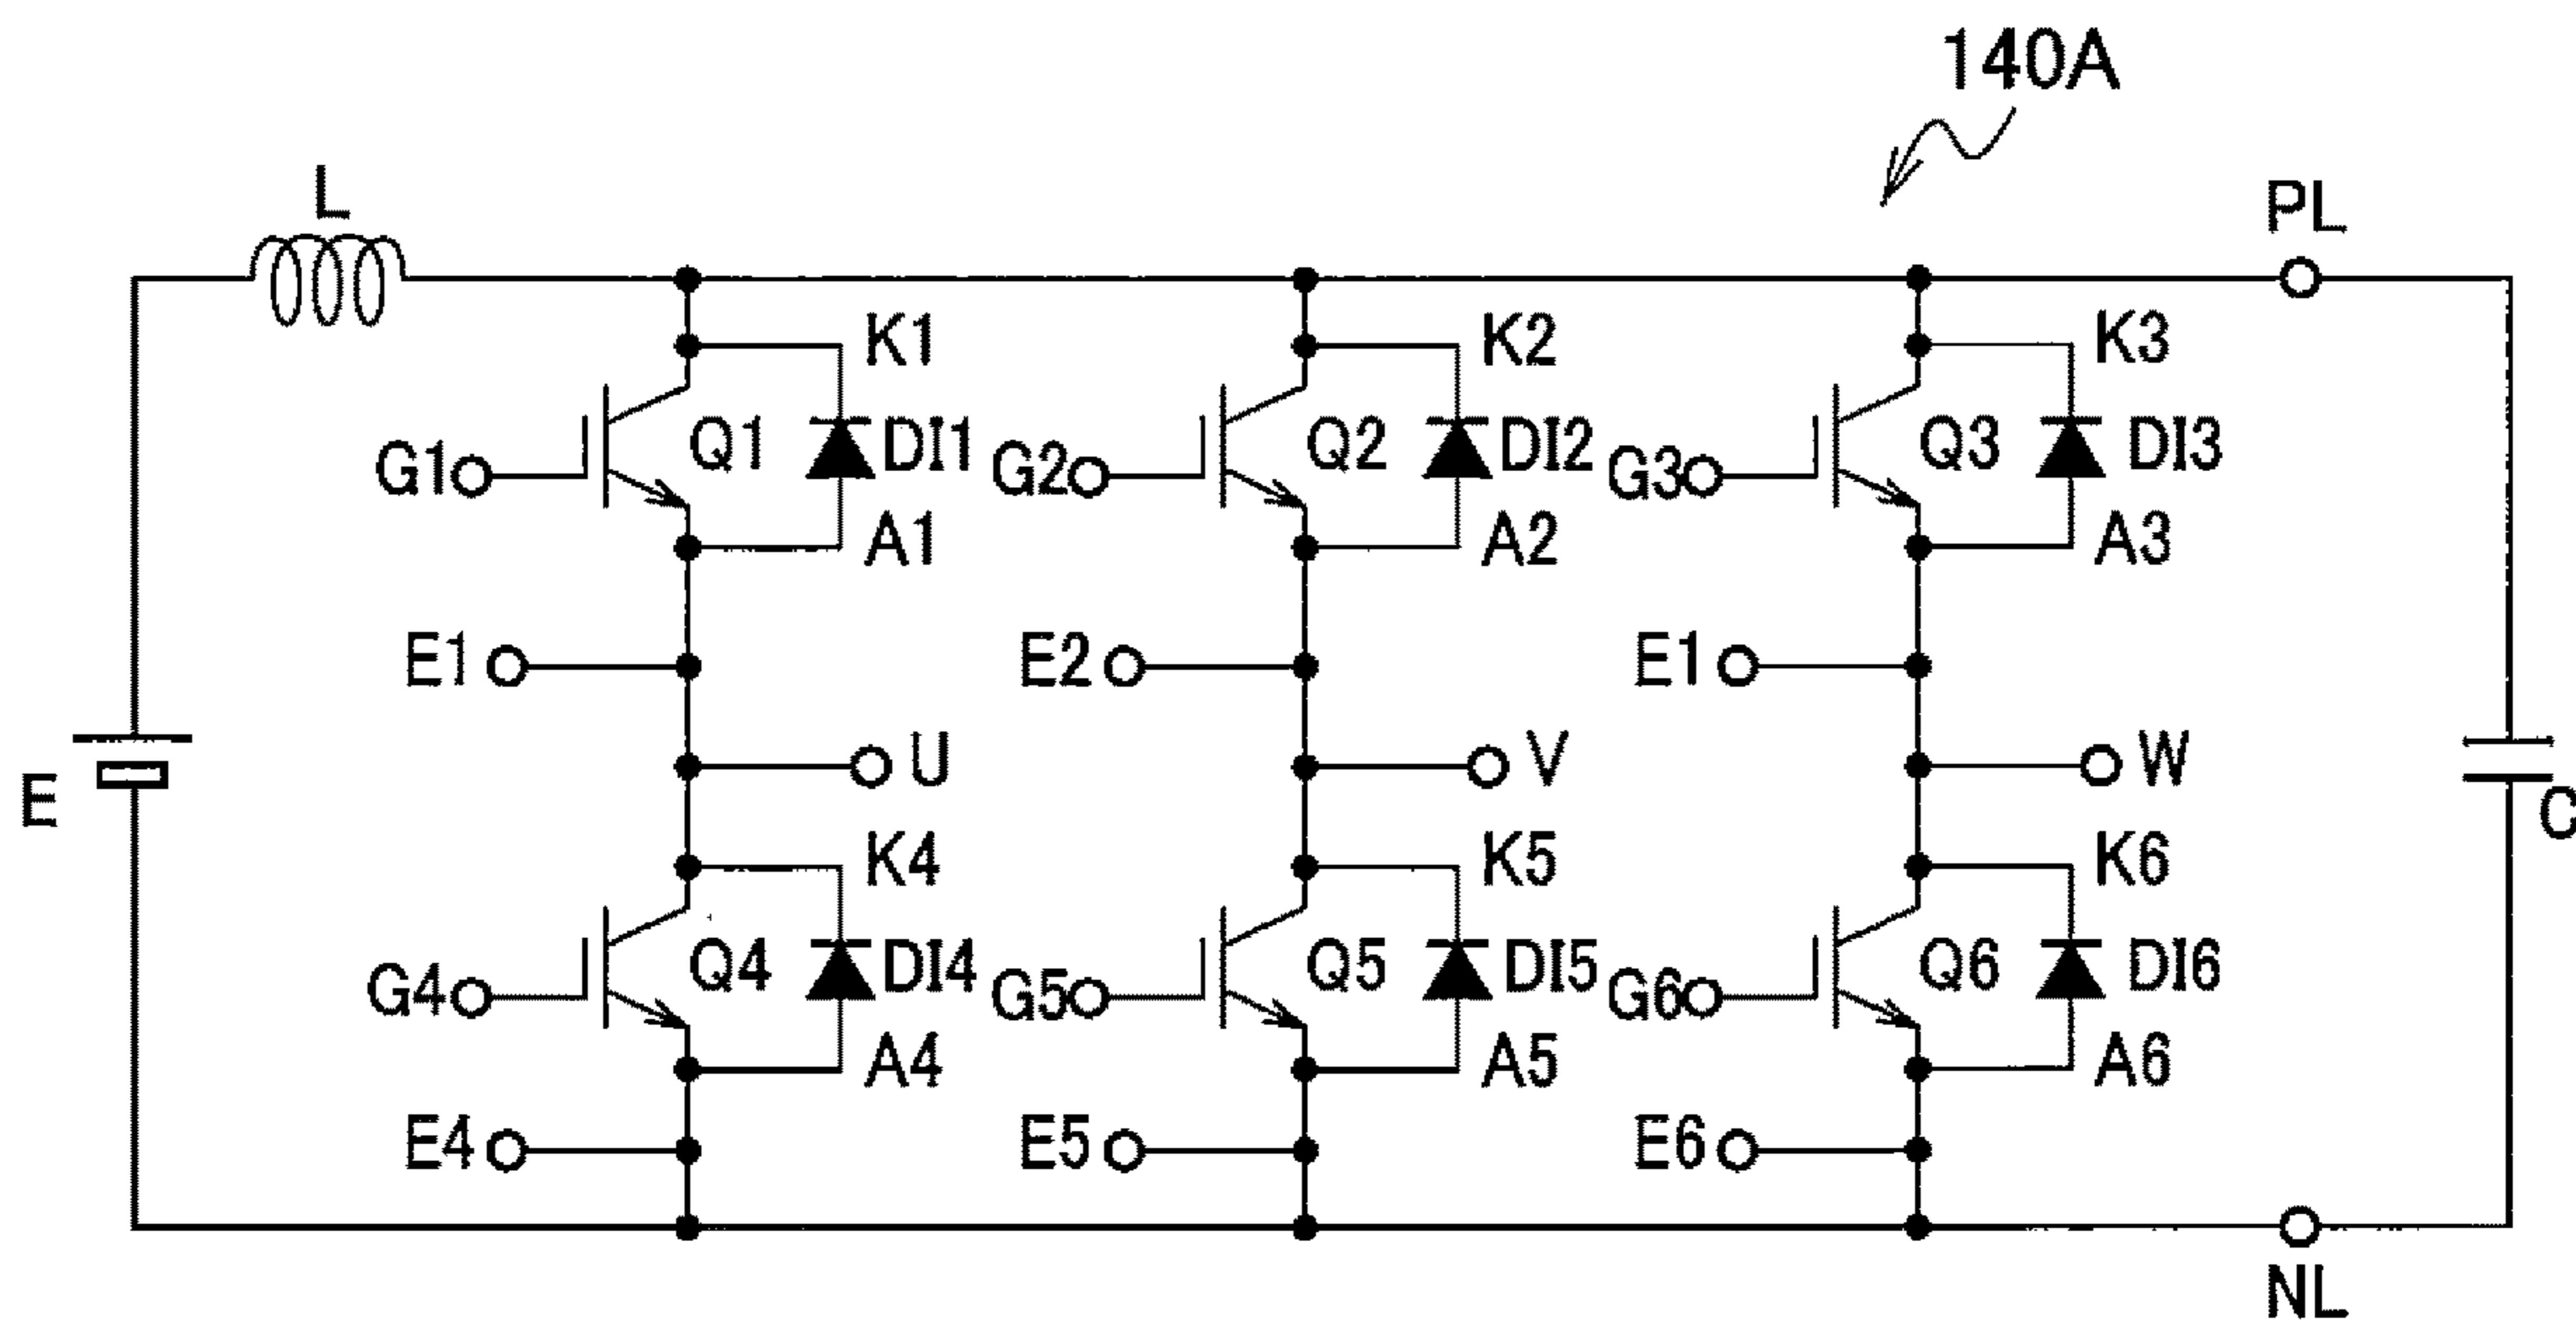 140A
L
PL
K1 K2 K3
G1 Q1 DI1 G2 Q2 DI2 G3 Q3 DI3
A1 A2 A3
E1 E2 E1
E U V W C
K4 K5 K6
G4 Q4 DI4 G5 Q5 DI5 G6 Q6 DI6
A4 A5 A6
E4 E5 E6
NL